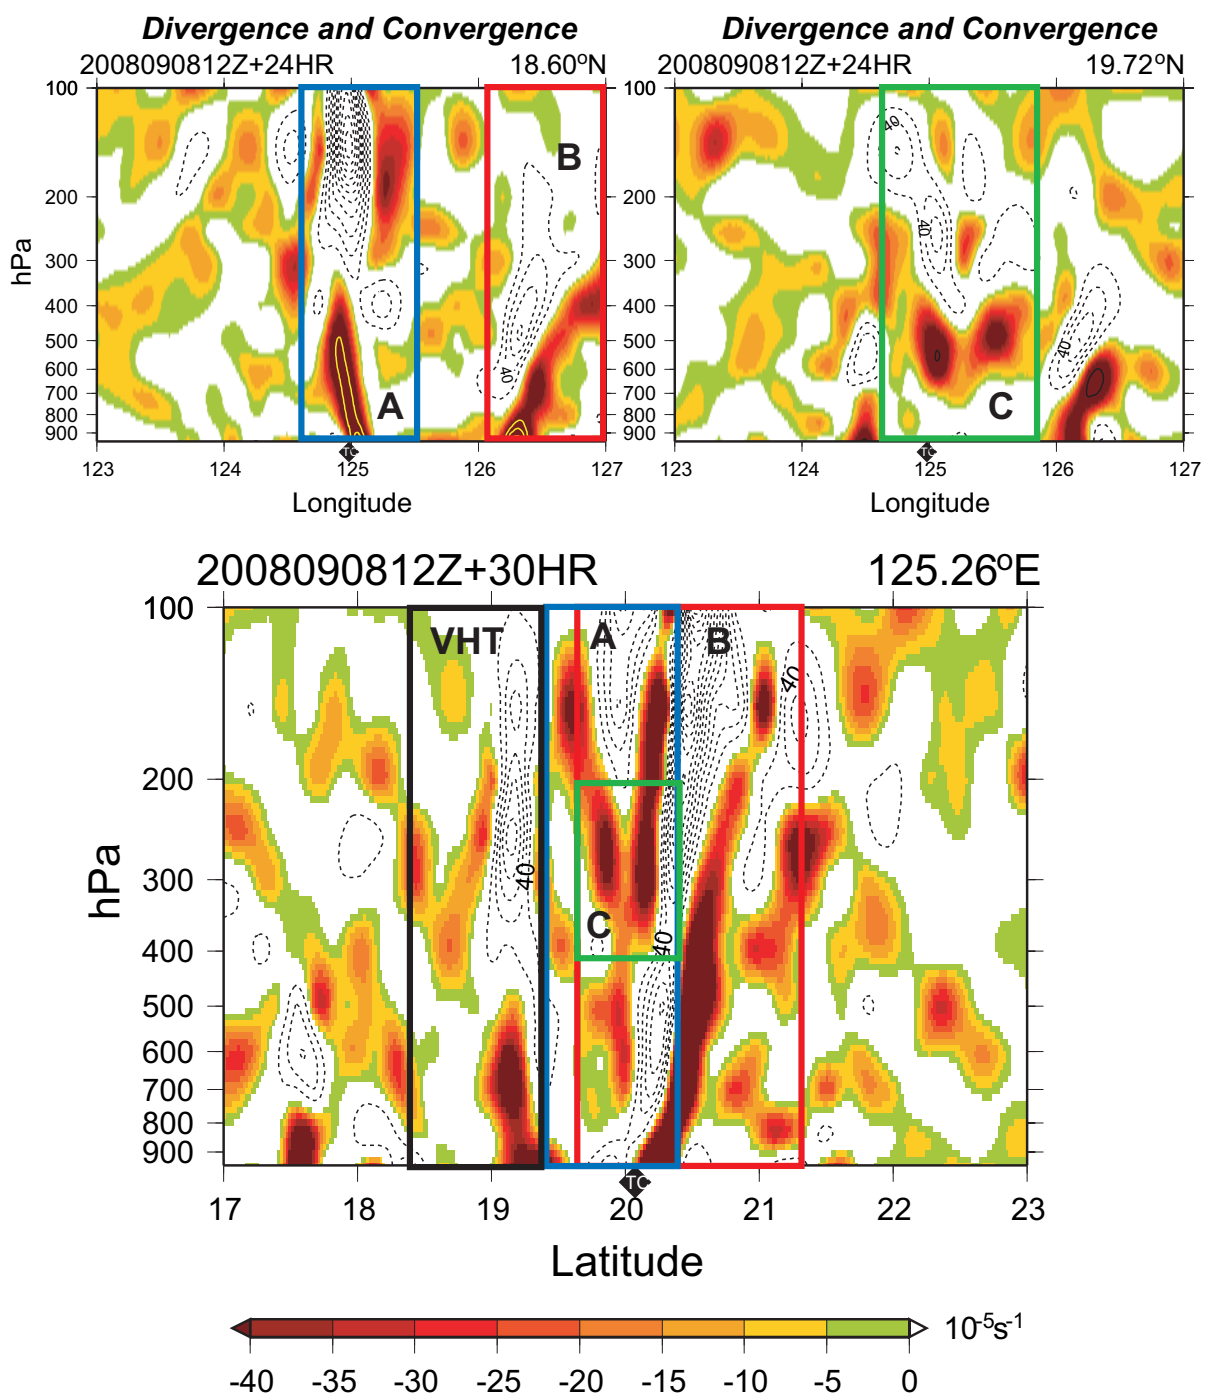 Divergence and Convergence
2008090812Z+24HR 18.60°N
100
200
300
400
500
600
700
800
900
hPa
B
A
40
TC
123 124 125 126 127
Longitude
Divergence and Convergence
2008090812Z+24HR 19.72°N
100
200
300
400
500
600
700
800
900
40
40
40
C
TC
123 124 125 126 127
Longitude
2008090812Z+30HR 125.26°E
100
200
300
400
500
600
700
800
900
hPa
VHT
A
B
C
40
40
40
TC
17 18 19 20 21 22 23
Latitude
10⁻⁵s⁻¹
-40 -35 -30 -25 -20 -15 -10 -5 0